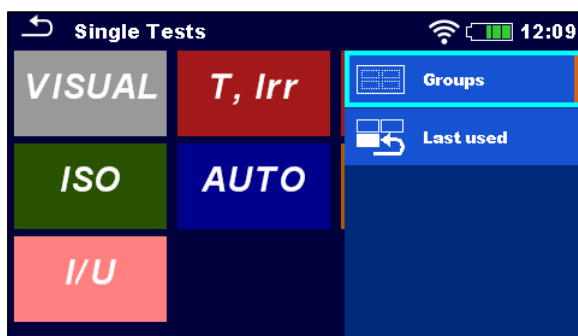 Single Tests 12:09
VISUAL T, Irr Groups
Last used
ISO AUTO
I/U